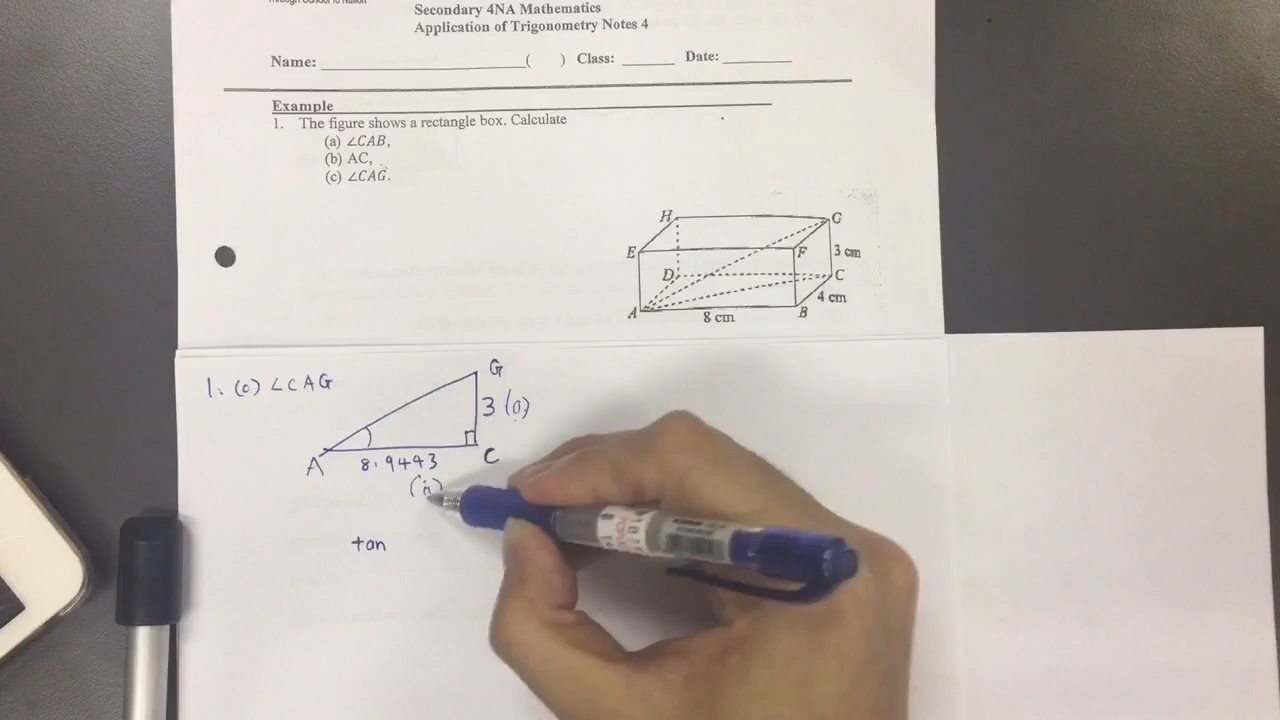 Secondary 4NA Mathematics
Application of Trigonometry Notes 4
Name: ( ) Class: Date:
Example
1. The figure shows a rectangle box. Calculate
(a) ∠CAB,
(b) AC,
(c) ∠CAG.
H G
E F 3 cm
D C
4 cm
A B
8 cm
1. (c) ∠CAG
G
3 (o)
A C
8.9443
(a)
tan